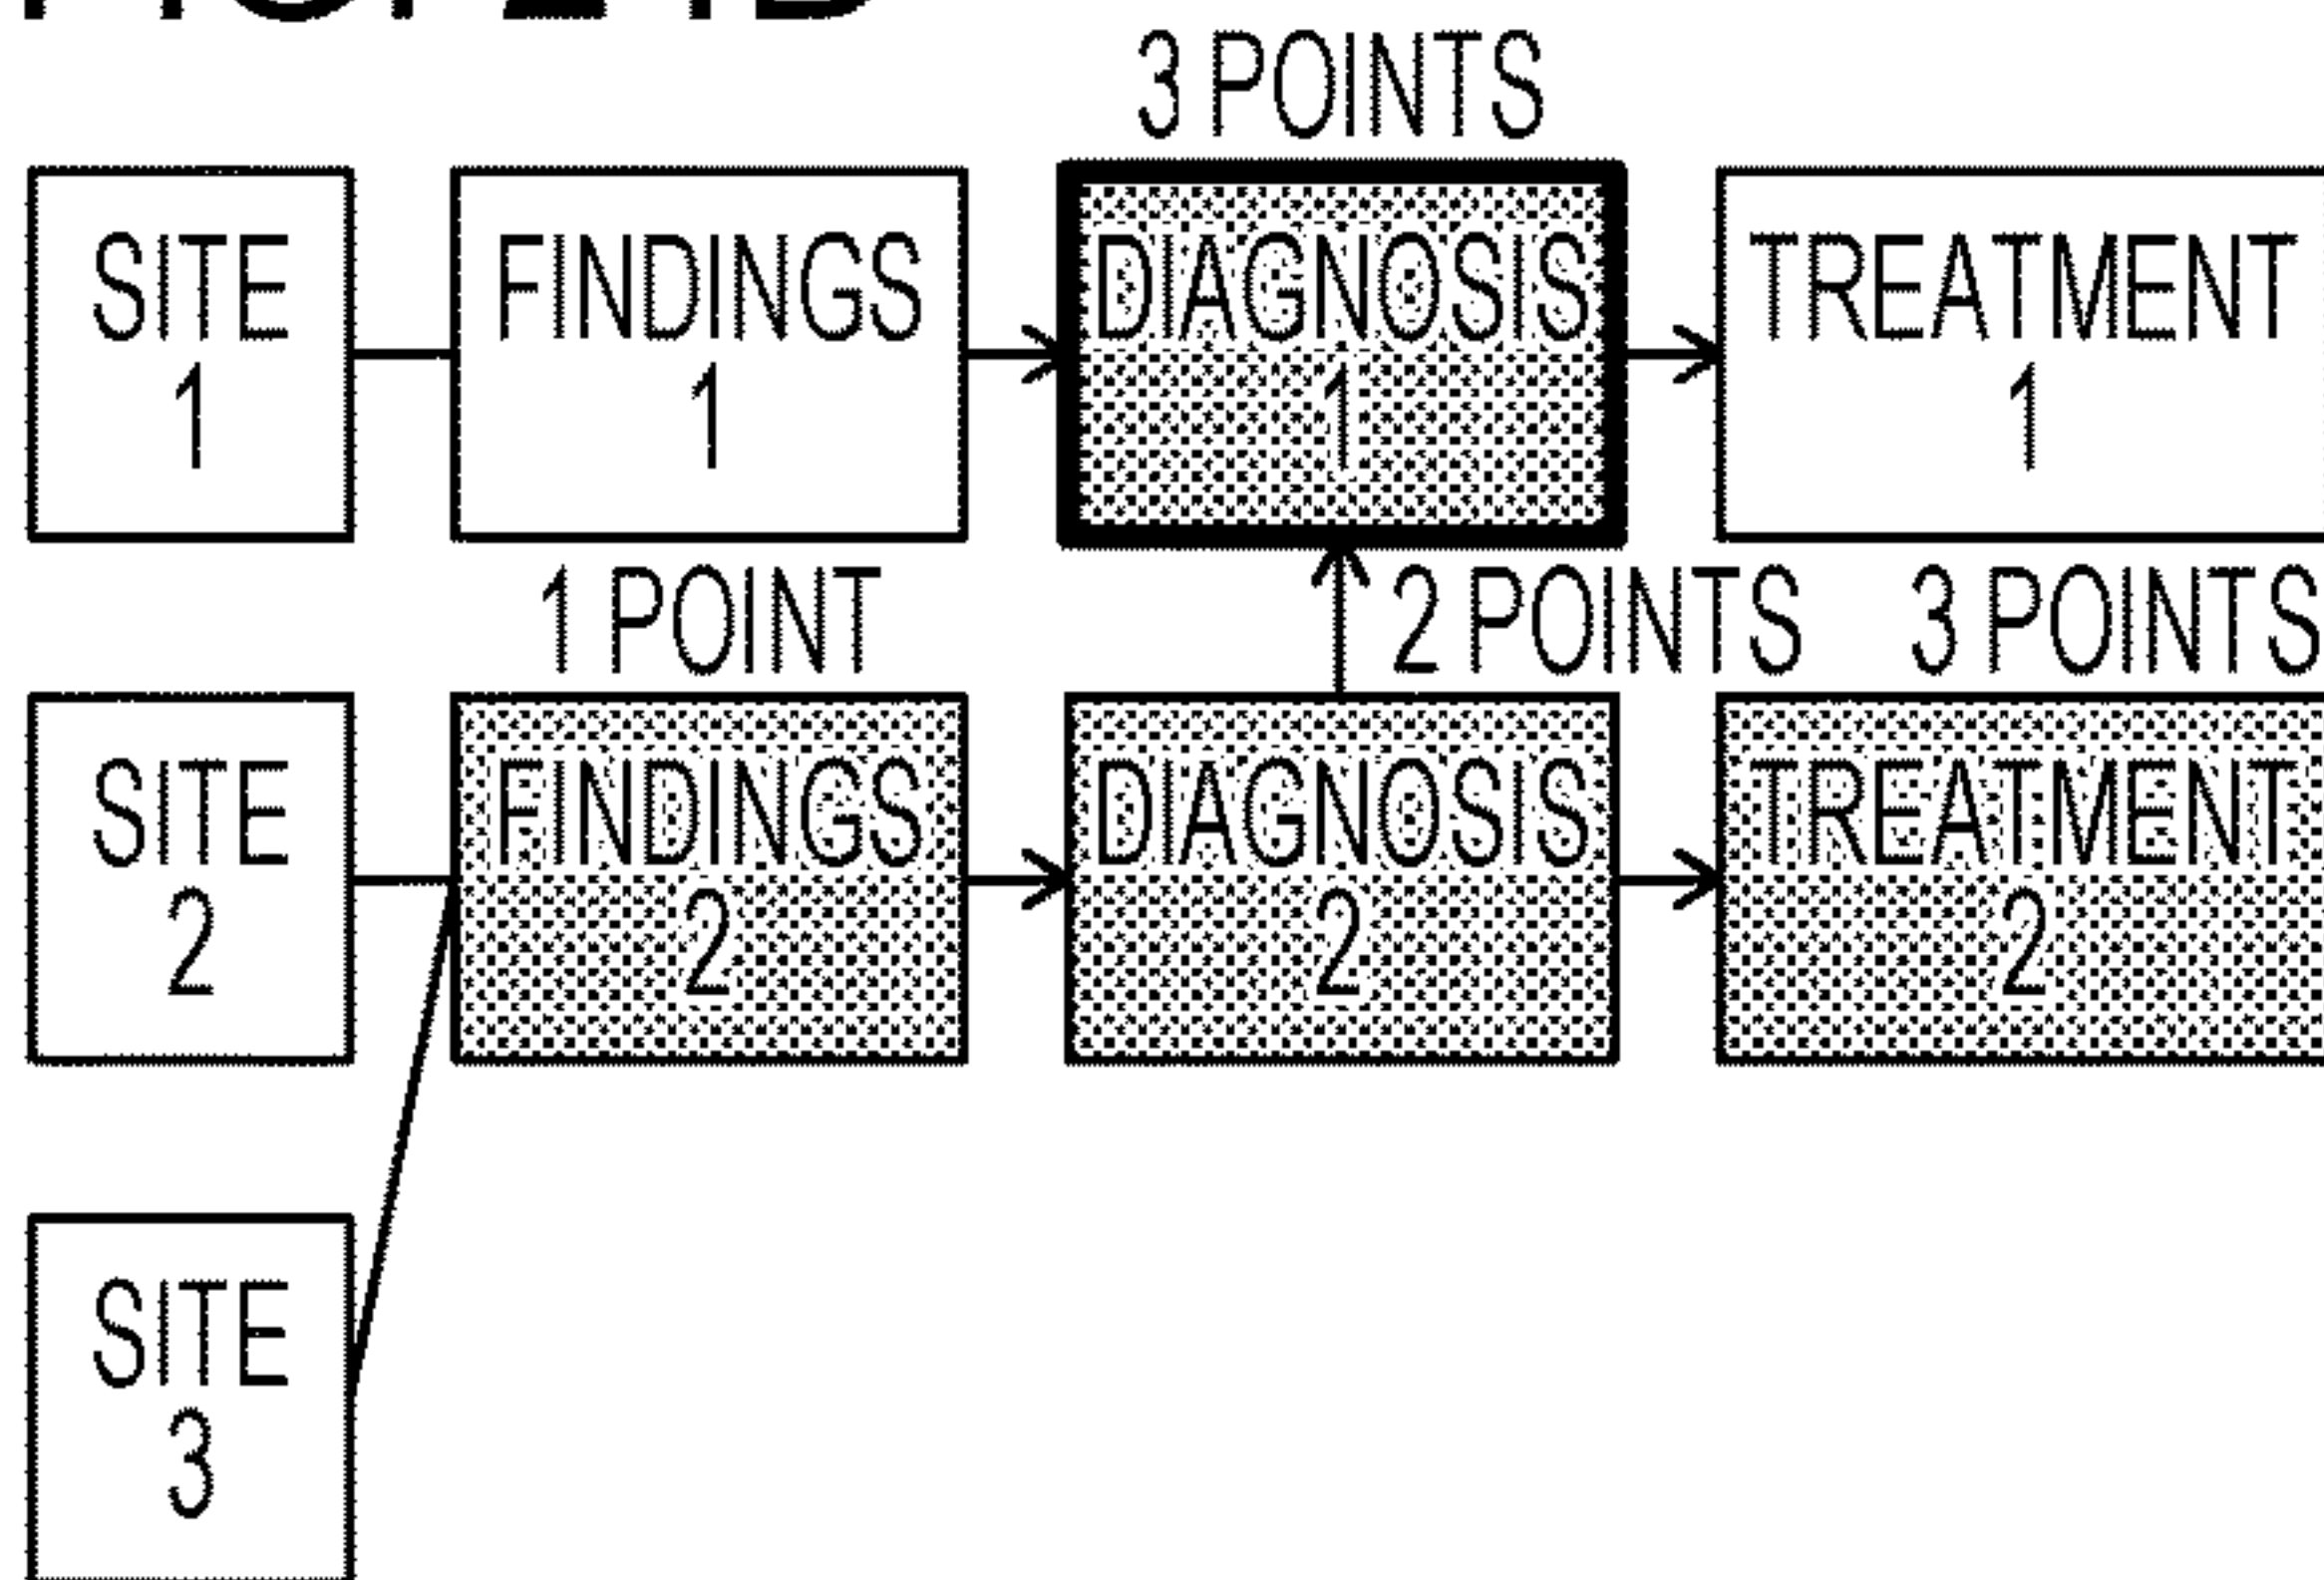 3 POINTS
SITE
1
FINDINGS
1
DIAGNOSIS
1
TREATMENT
1
1 POINT
2 POINTS
3 POINTS
SITE
2
FINDINGS
2
DIAGNOSIS
2
TREATMENT
2
SITE
3